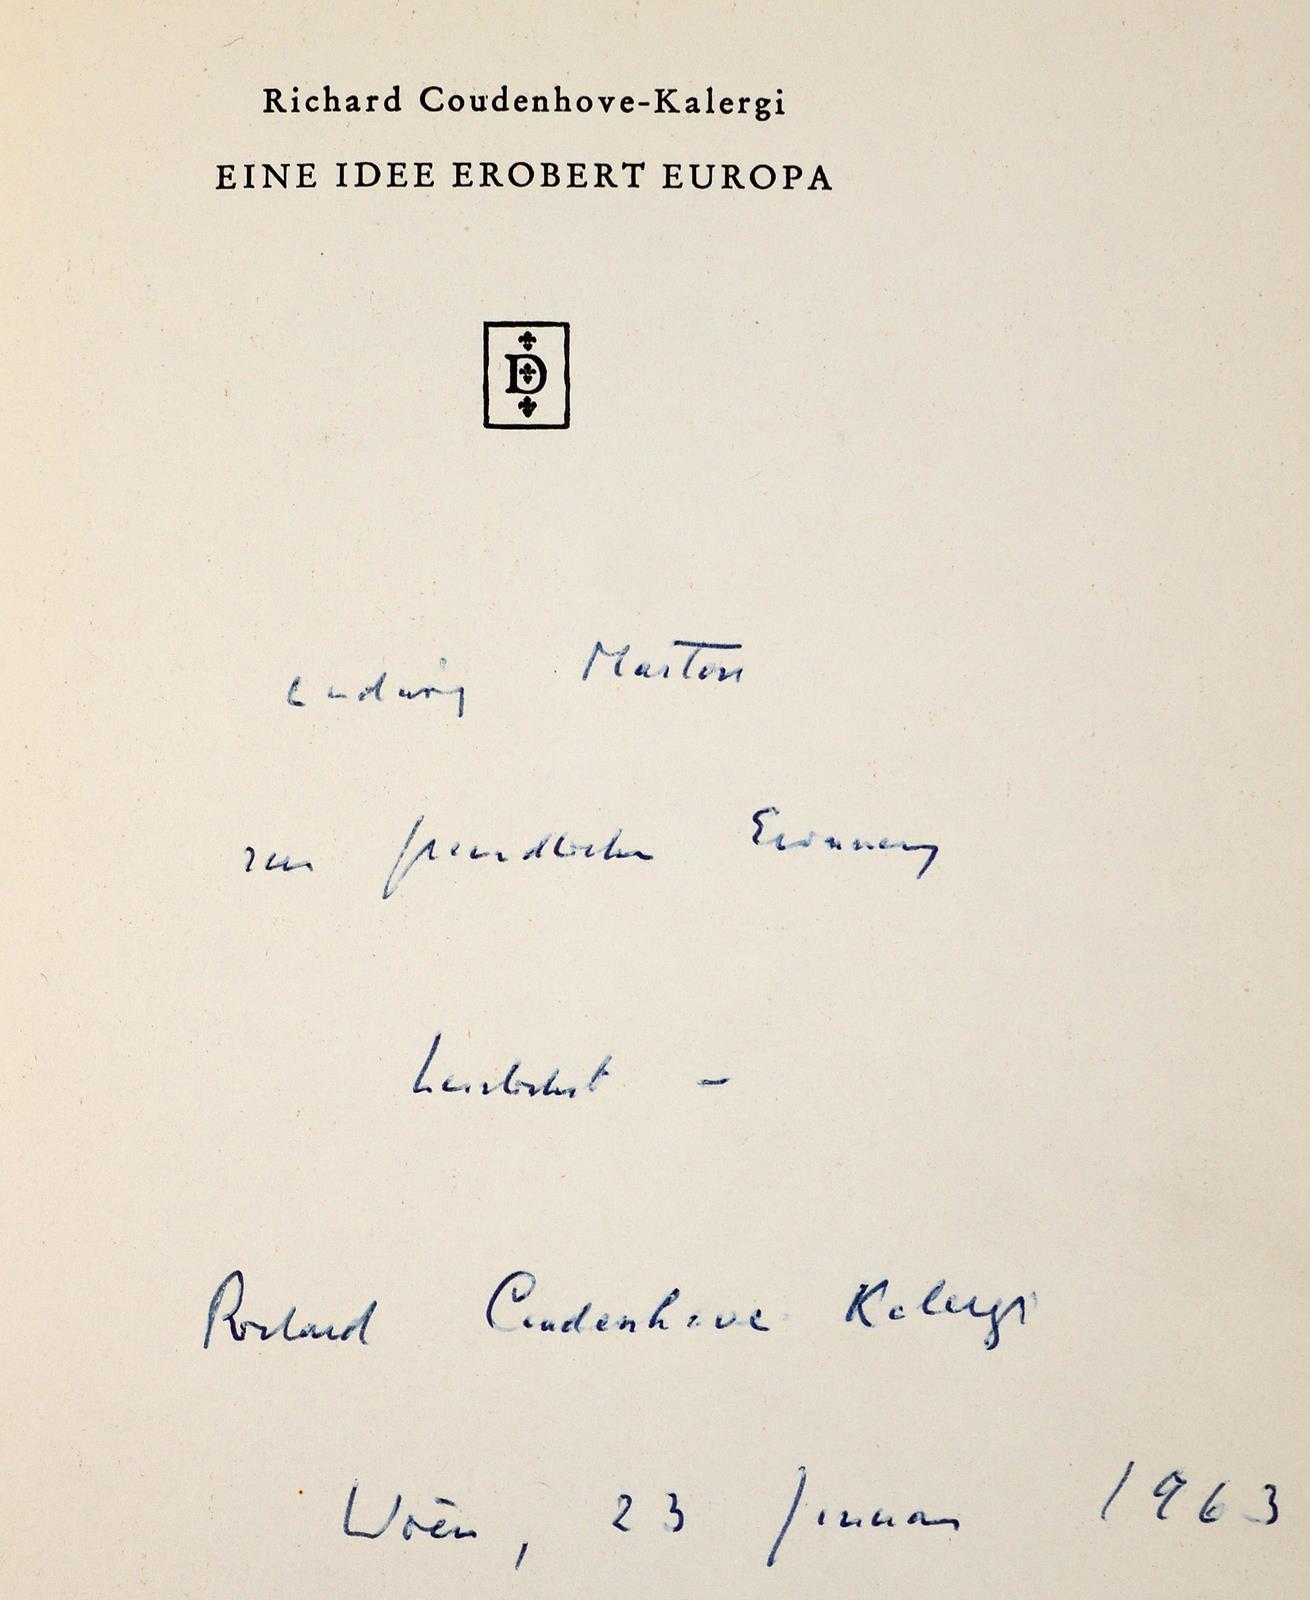 Richard Coudenhove-Kalergi
EINE IDEE EROBERT EUROPA
D
Ludwig Marton
zur freundlichen Erinnerung
herzlichst –
Richard Coudenhove Kalergi
Wien, 23 Januar 1963